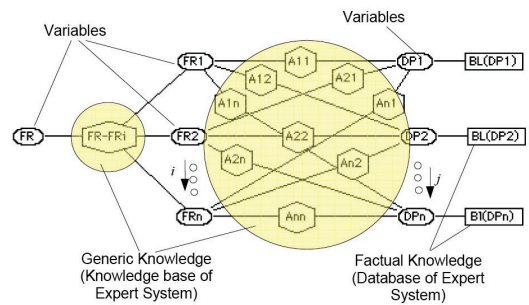 Variables
Variables
FR1
A11
DP1
BL(DP1)
A12
A21
A1n
An1
FR
FR-FRi
FR2
A22
DP2
BL(DP2)
i
A2n
An2
j
FRn
Ann
DPn
B1(DPn)
Generic Knowledge
(Knowledge base of
Expert System)
Factual Knowledge
(Database of Expert
System)